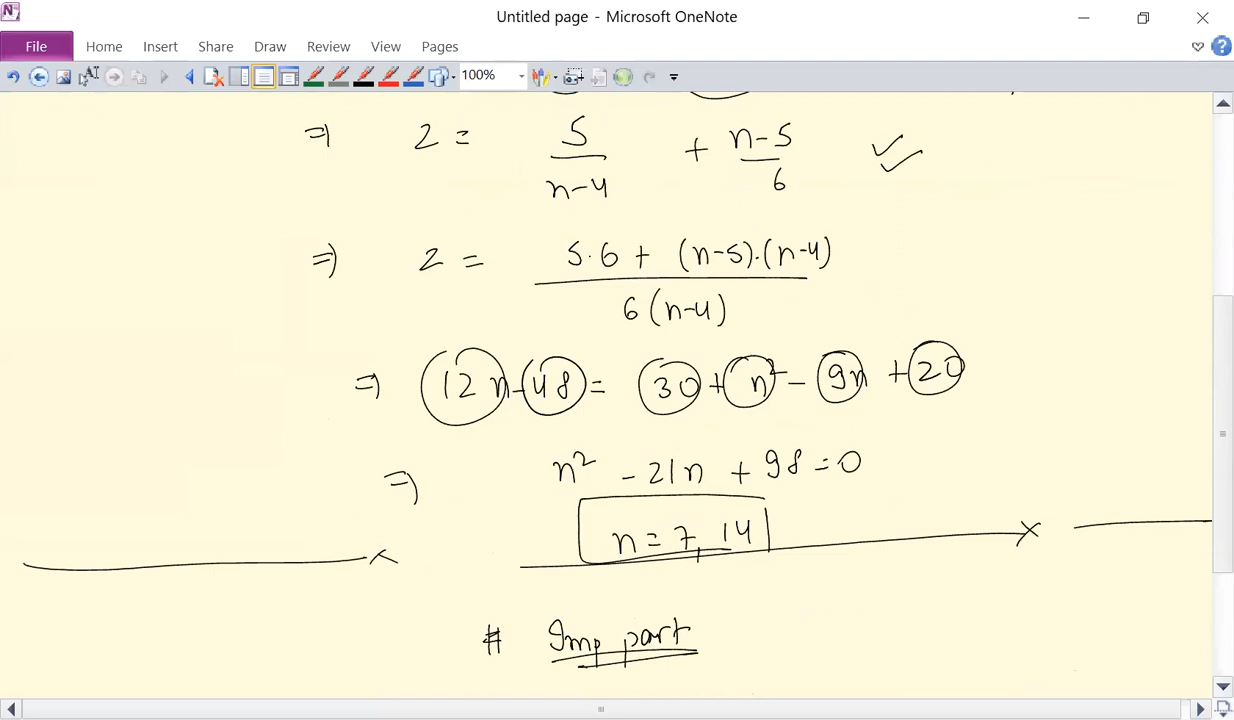 Untitled page - Microsoft OneNote
File Home Insert Share Draw Review View Pages
100%
⇒ 2 = 5/(n-4) + (n-5)/6
⇒ 2 = (5·6 + (n-5)·(n-4))/(6(n-4))
⇒ 12n - 48 = 30 + n² - 9n + 20
⇒ n² - 21n + 98 = 0
n = 7, 14
# Imp part